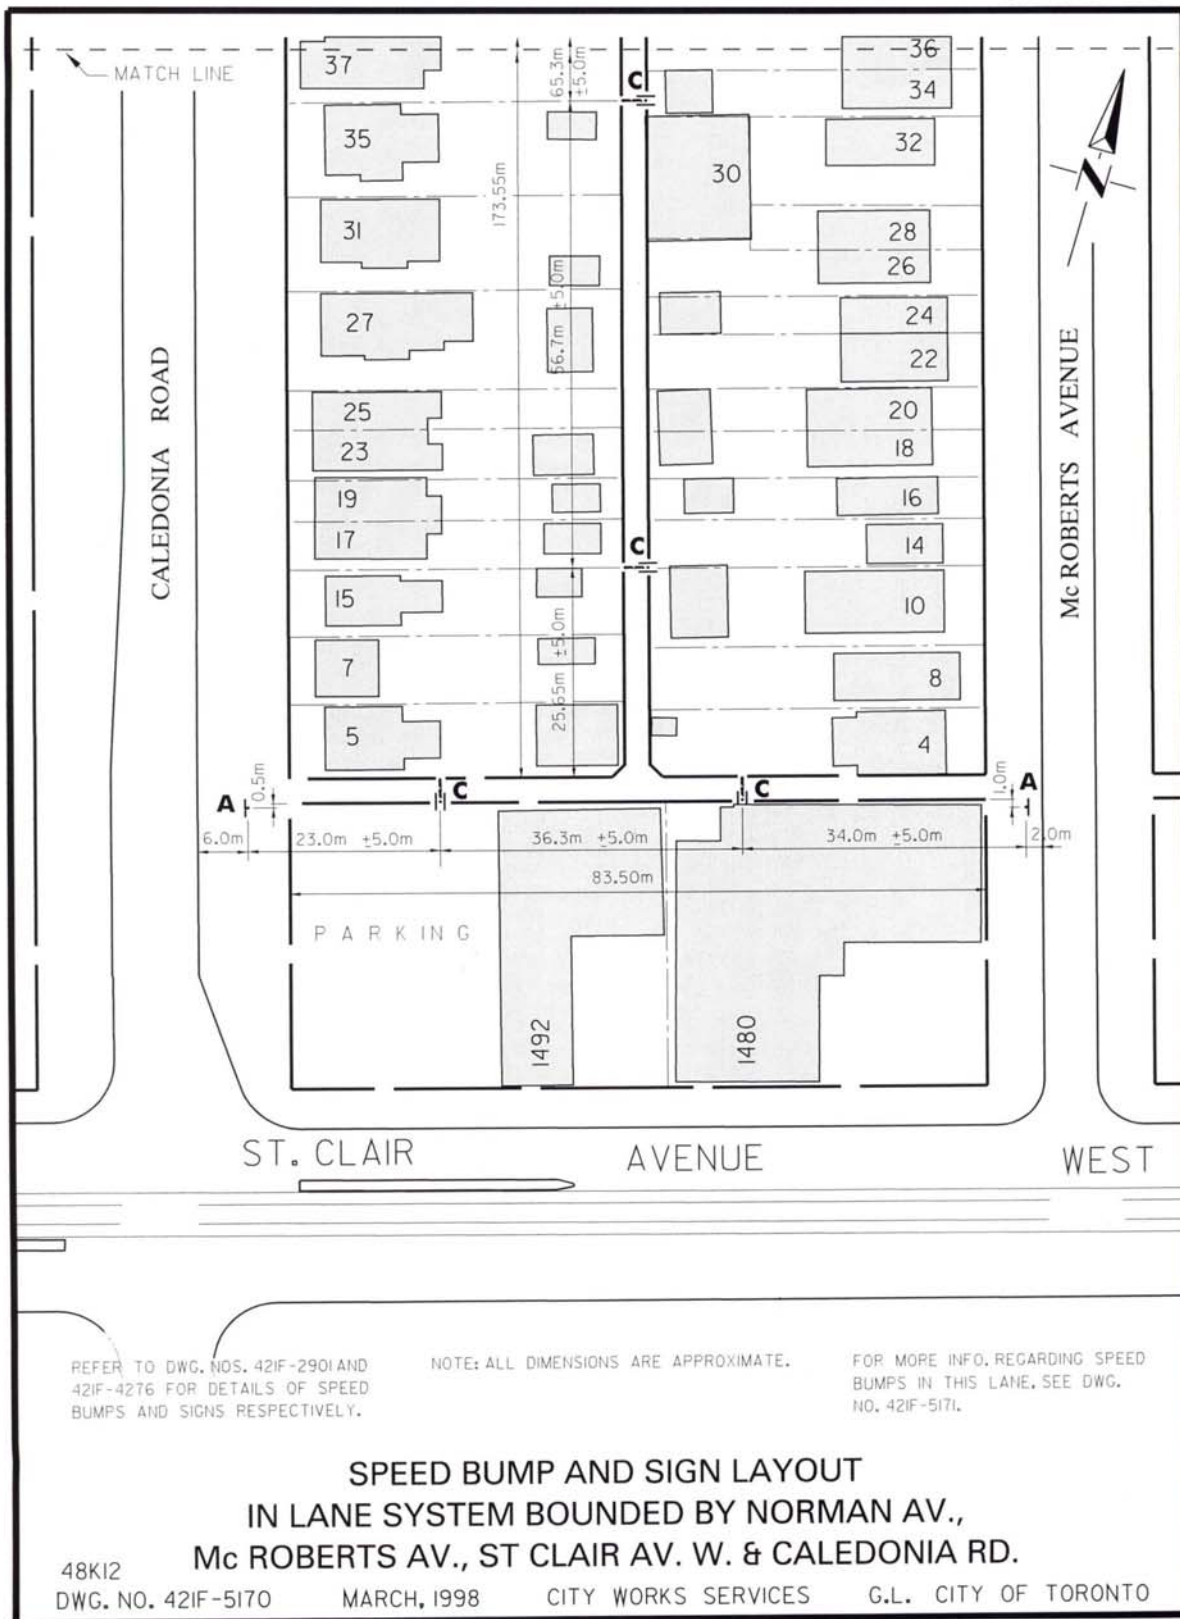 MATCH LINE
37
35
31
27
25
23
19
17
15
7
5
65.3m ±5.0m
173.55m
56.7m ±5.0m
25.65m ±5.0m
C
C
36
34
32
30
28
26
24
22
20
18
16
14
10
8
4
N
CALEDONIA ROAD
Mc ROBERTS AVENUE
A
0.5m
C
C
1.0m
A
6.0m
23.0m ±5.0m
36.3m ±5.0m
34.0m ±5.0m
2.0m
83.50m
PARKING
1492
1480
ST. CLAIR AVENUE WEST
REFER TO DWG. NOS. 421F-2901 AND
421F-4276 FOR DETAILS OF SPEED
BUMPS AND SIGNS RESPECTIVELY.
NOTE: ALL DIMENSIONS ARE APPROXIMATE.
FOR MORE INFO. REGARDING SPEED
BUMPS IN THIS LANE, SEE DWG.
NO. 421F-5171.
SPEED BUMP AND SIGN LAYOUT
IN LANE SYSTEM BOUNDED BY NORMAN AV.,
Mc ROBERTS AV., ST CLAIR AV. W. & CALEDONIA RD.
48K12
DWG. NO. 421F-5170 MARCH, 1998 CITY WORKS SERVICES G.L. CITY OF TORONTO